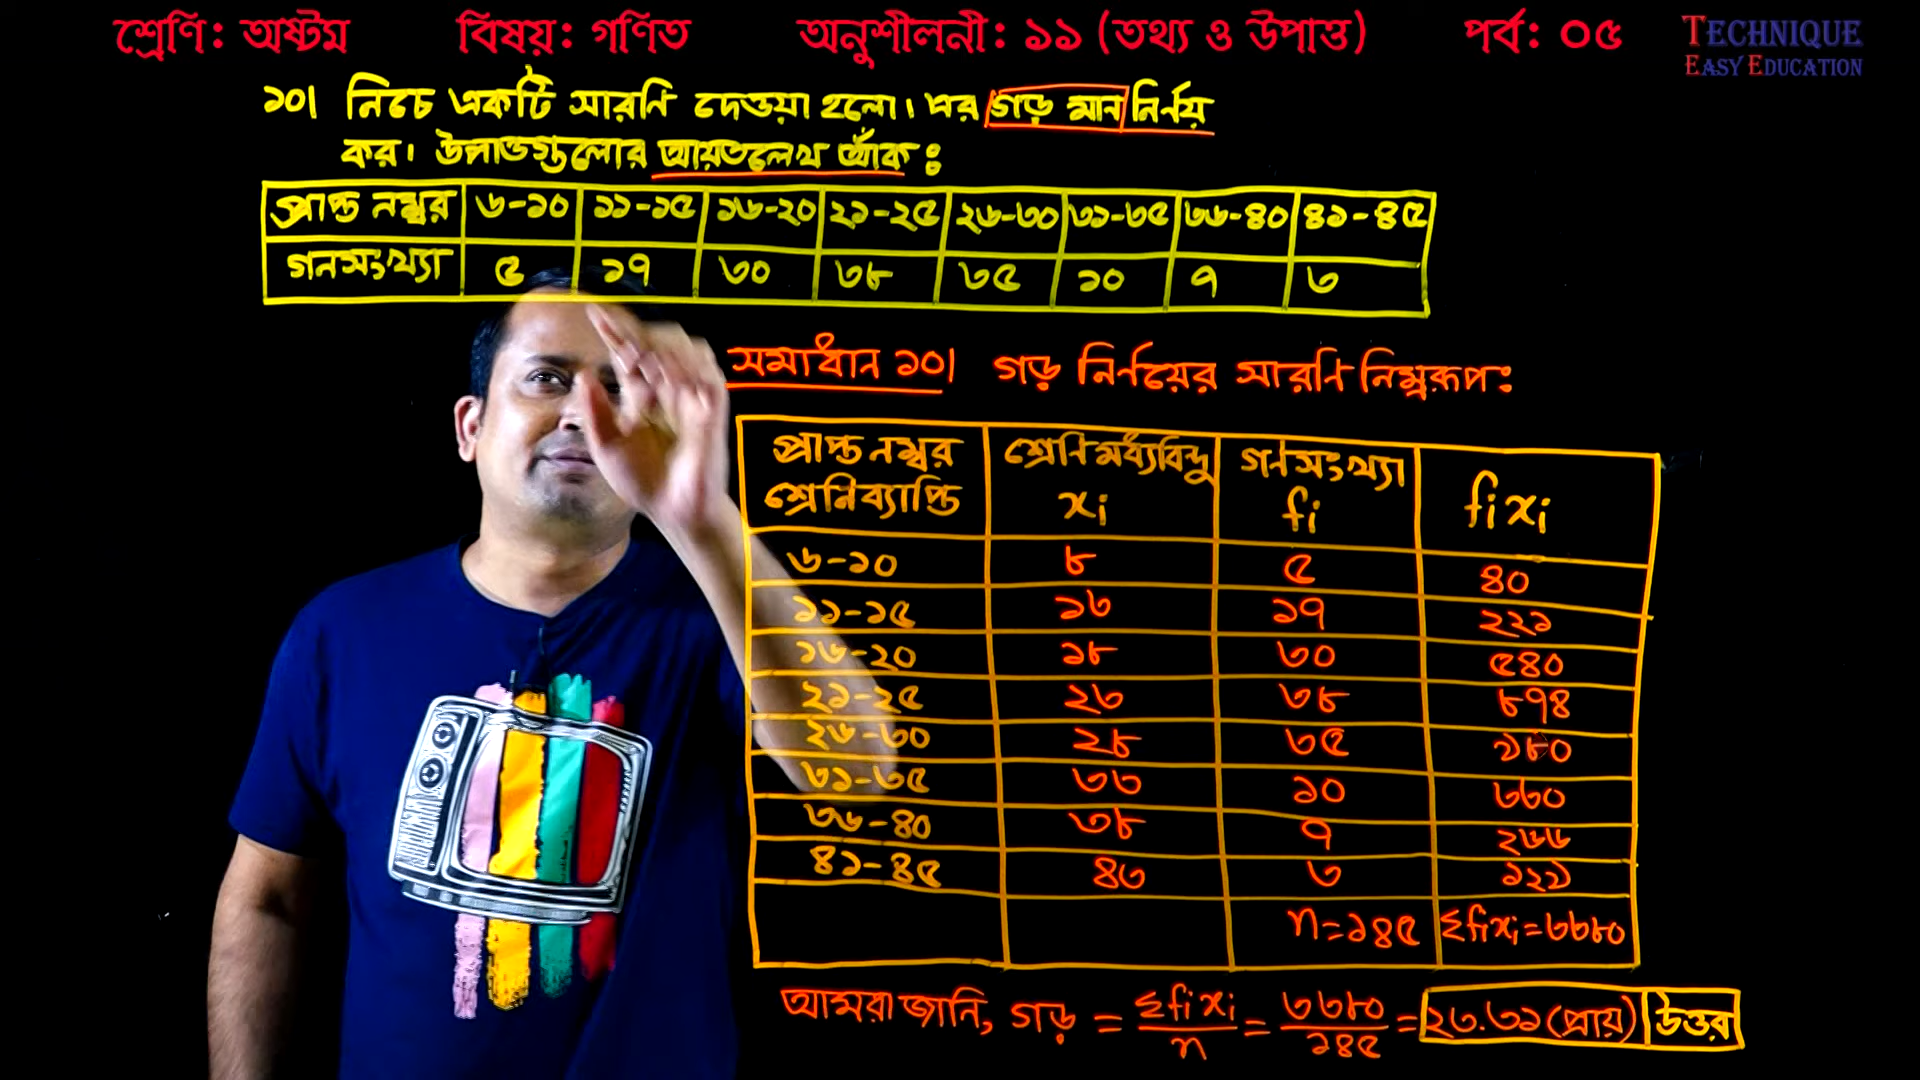 শ্রেণি: অষ্টম বিষয়: গণিত অনুশীলনী: ১১ (তথ্য ও উপাত্ত) পর্ব: ০৫ TECHNIQUE
EASY EDUCATION
১০। নিচে একটি সারণি দেওয়া হলো। এর গড় মান নির্ণয়
কর। উপাত্তগুলোর আয়তলেখ আঁক:
প্রাপ্ত নম্বর ৬-১০ ১১-১৫ ১৬-২০ ২১-২৫ ২৬-৩০ ৩১-৩৫ ৩৬-৪০ ৪১-৪৫
গনসংখ্যা ৫ ১৭ ৩০ ৩৮ ৩৫ ১০ ৭ ৩
সমাধান ১০। গড় নির্ণয়ের সারণি নিম্নরূপ:
প্রাপ্ত নম্বর শ্রেণি মধ্যবিন্দু গনসংখ্যা
শ্রেনিব্যাপ্তি xi fi fixi
৬-১০ ৮ ৫ ৪০
১১-১৫ ১৩ ১৭ ২২১
১৬-২০ ১৮ ৩০ ৫৪০
২১-২৫ ২৩ ৩৮ ৮৭৪
২৬-৩০ ২৮ ৩৫ ৯৮০
৩১-৩৫ ৩৩ ১০ ৩৩০
৩৬-৪০ ৩৮ ৭ ২৬৬
৪১-৪৫ ৪৩ ৩ ১২৯
n=১৪৫ Σfixi=৩৩৮০
আমরা জানি, গড় = Σfixi/n = ৩৩৮০/১৪৫ = ২৩.৩১ (প্রায়) উত্তর